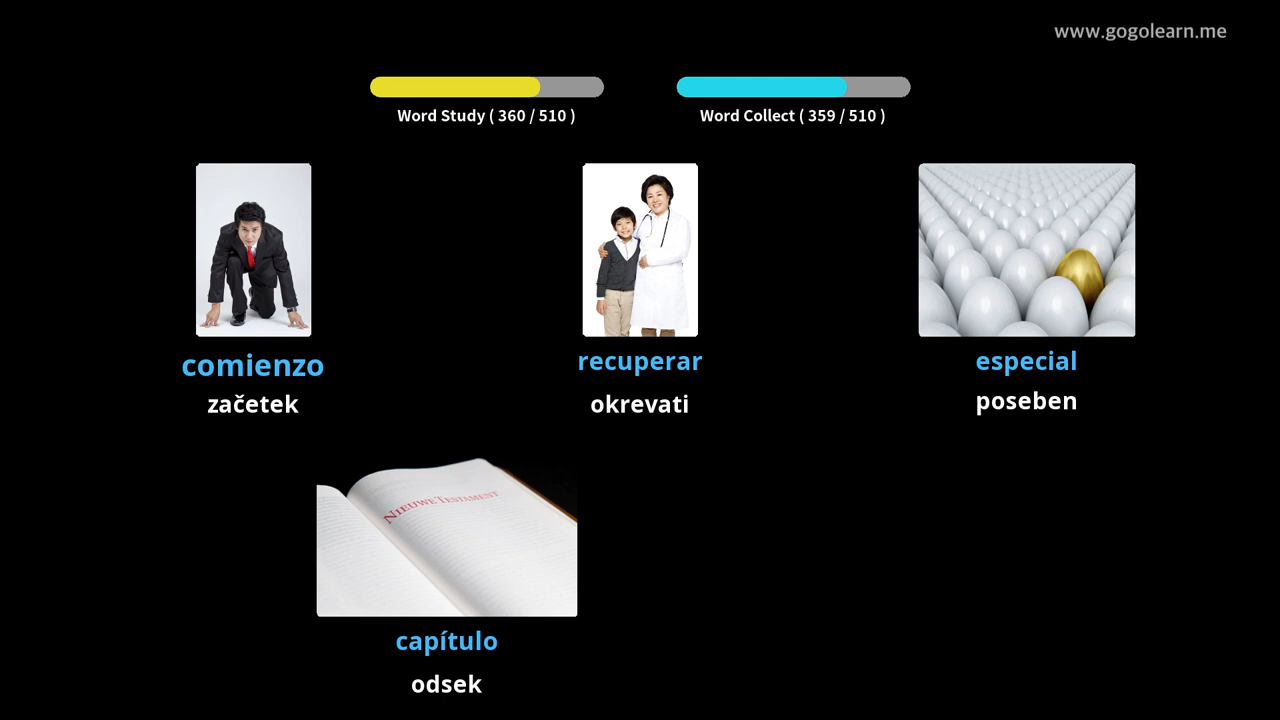 www.gogolearn.me
Word Study ( 360 / 510 )
Word Collect ( 359 / 510 )
comienzo
začetek
recuperar
okrevati
especial
poseben
NIEUWE TESTAMENT
capítulo
odsek